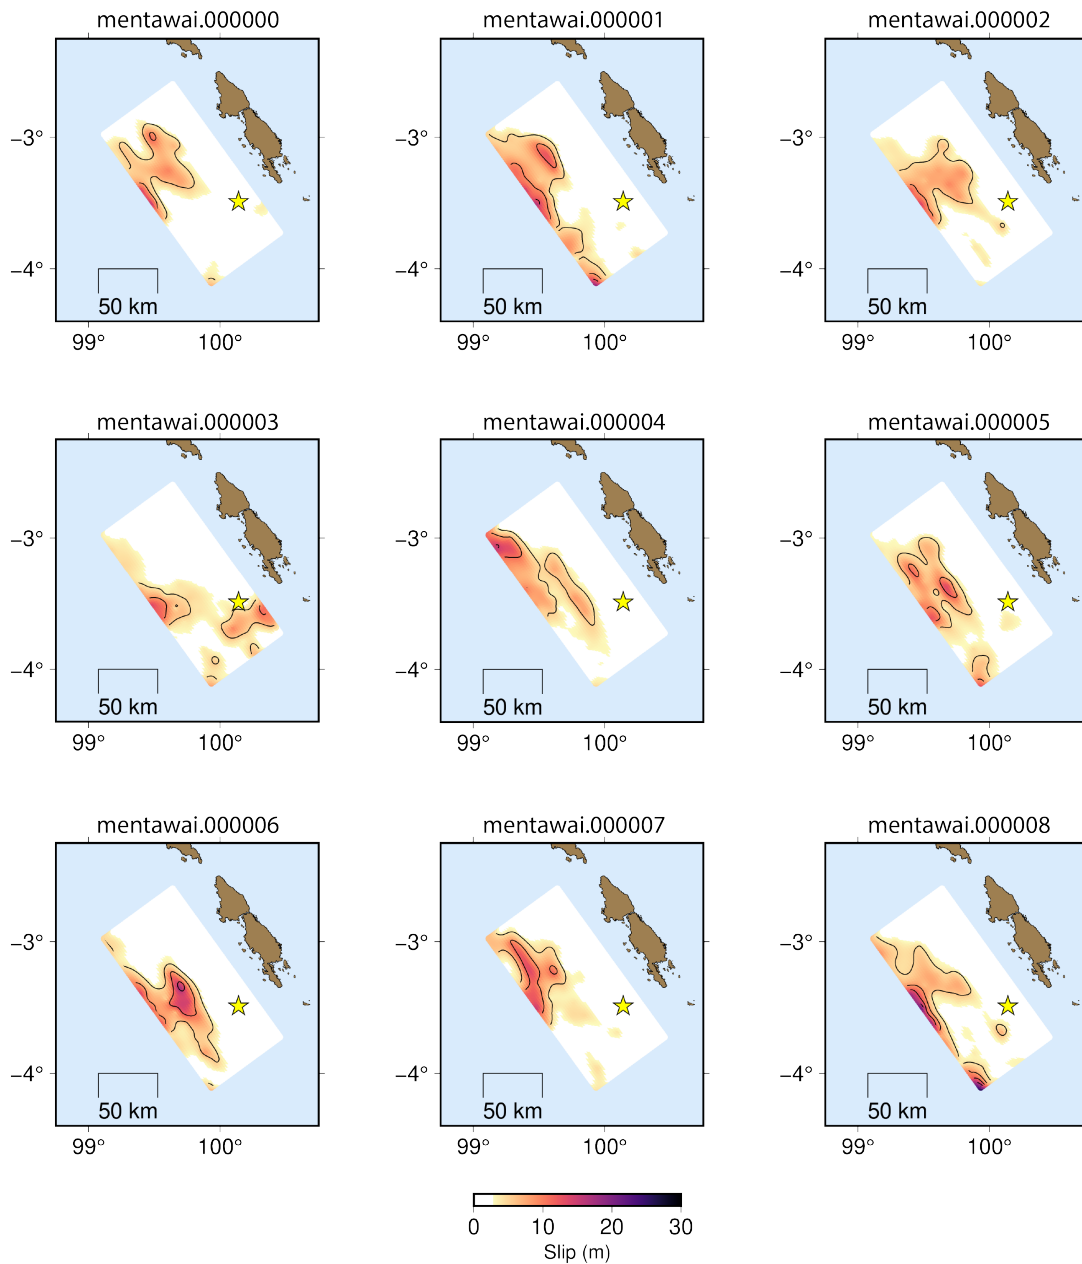 mentawai.000000 mentawai.000001 mentawai.000002
−3°
−4°
50 km
99° 100°
−3°
−4°
50 km
99° 100°
−3°
−4°
50 km
99° 100°
mentawai.000003 mentawai.000004 mentawai.000005
−3°
−4°
50 km
99° 100°
−3°
−4°
50 km
99° 100°
−3°
−4°
50 km
99° 100°
mentawai.000006 mentawai.000007 mentawai.000008
−3°
−4°
50 km
99° 100°
−3°
−4°
50 km
99° 100°
−3°
−4°
50 km
99° 100°
0 10 20 30
Slip (m)